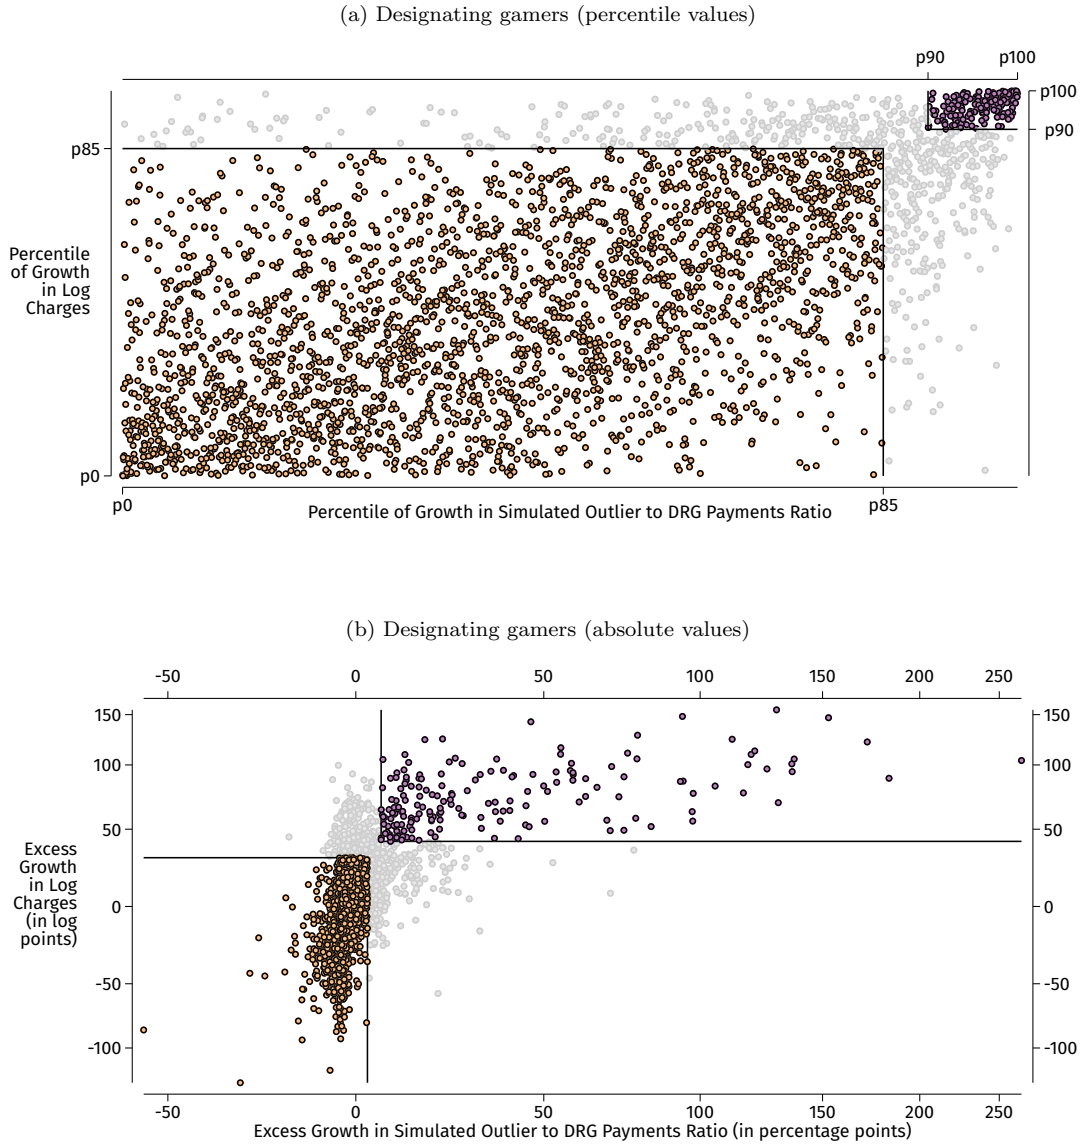 (a) Designating gamers (percentile values)
p90 p100
p100
p90
p85
Percentile
of Growth
in Log
Charges
p0
p0 p85
Percentile of Growth in Simulated Outlier to DRG Payments Ratio
(b) Designating gamers (absolute values)
-50 0 50 100 150 200 250
150 150
100 100
50 50
Excess
Growth
in Log
Charges
(in log
points)
0 0
-50 -50
-100 -100
-50 0 50 100 150 200 250
Excess Growth in Simulated Outlier to DRG Payments Ratio (in percentage points)